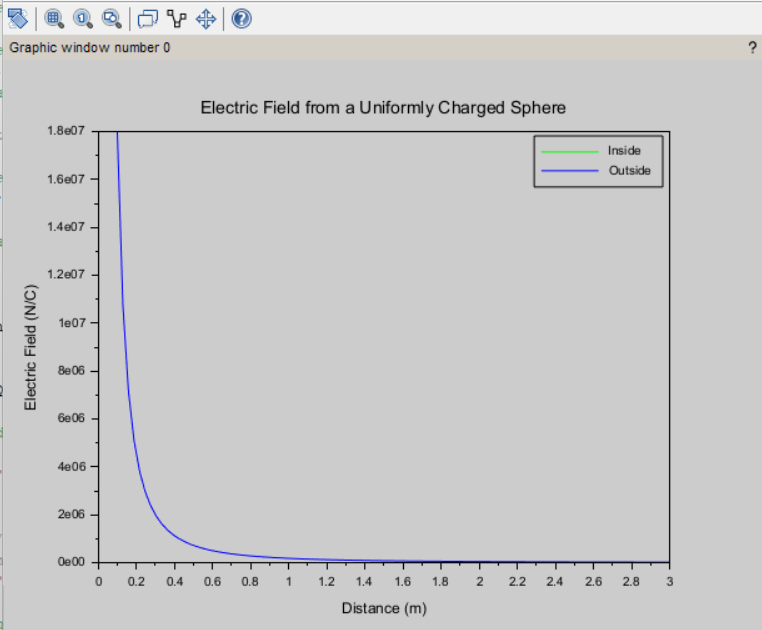 Graphic window number 0
?
Electric Field from a Uniformly Charged Sphere
1.8e07
1.6e07
1.4e07
1.2e07
1e07
8e06
6e06
4e06
2e06
0e00
Electric Field (N/C)
Inside
Outside
0 0.2 0.4 0.6 0.8 1 1.2 1.4 1.6 1.8 2 2.2 2.4 2.6 2.8 3
Distance (m)